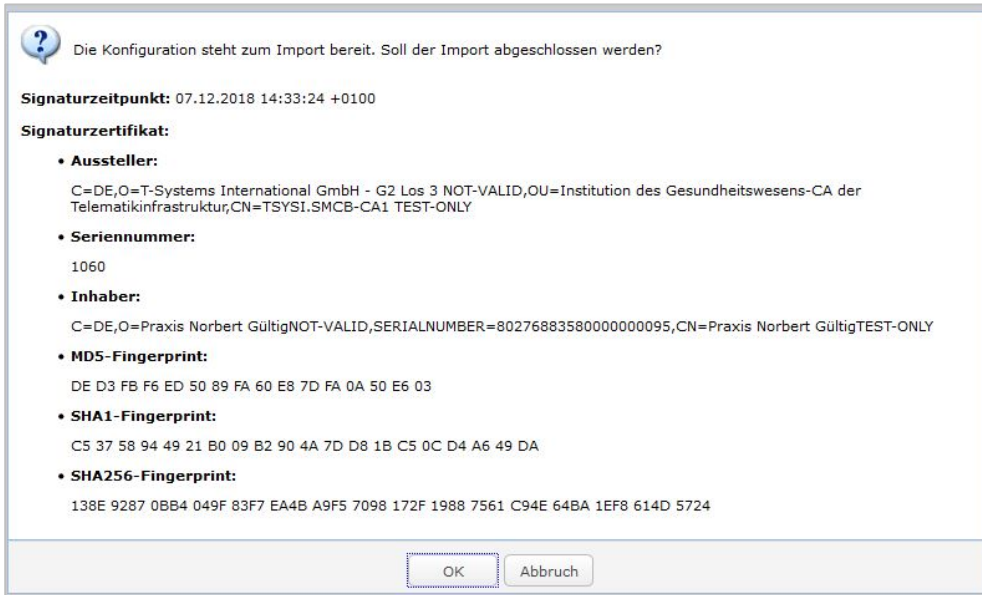 Die Konfiguration steht zum Import bereit. Soll der Import abgeschlossen werden?
Signaturzeitpunkt: 07.12.2018 14:33:24 +0100
Signaturzertifikat:
• Aussteller:
C=DE,O=T-Systems International GmbH - G2 Los 3 NOT-VALID,OU=Institution des Gesundheitswesens-CA der
Telematikinfrastruktur,CN=TSYSI.SMCB-CA1 TEST-ONLY
• Seriennummer:
1060
• Inhaber:
C=DE,O=Praxis Norbert GültigNOT-VALID,SERIALNUMBER=80276883580000000095,CN=Praxis Norbert GültigTEST-ONLY
• MD5-Fingerprint:
DE D3 FB F6 ED 50 89 FA 60 E8 7D FA 0A 50 E6 03
• SHA1-Fingerprint:
C5 37 58 94 49 21 B0 09 B2 90 4A 7D D8 1B C5 0C D4 A6 49 DA
• SHA256-Fingerprint:
138E 9287 0BB4 049F 83F7 EA4B A9F5 7098 172F 1988 7561 C94E 64BA 1EF8 614D 5724
OK Abbruch